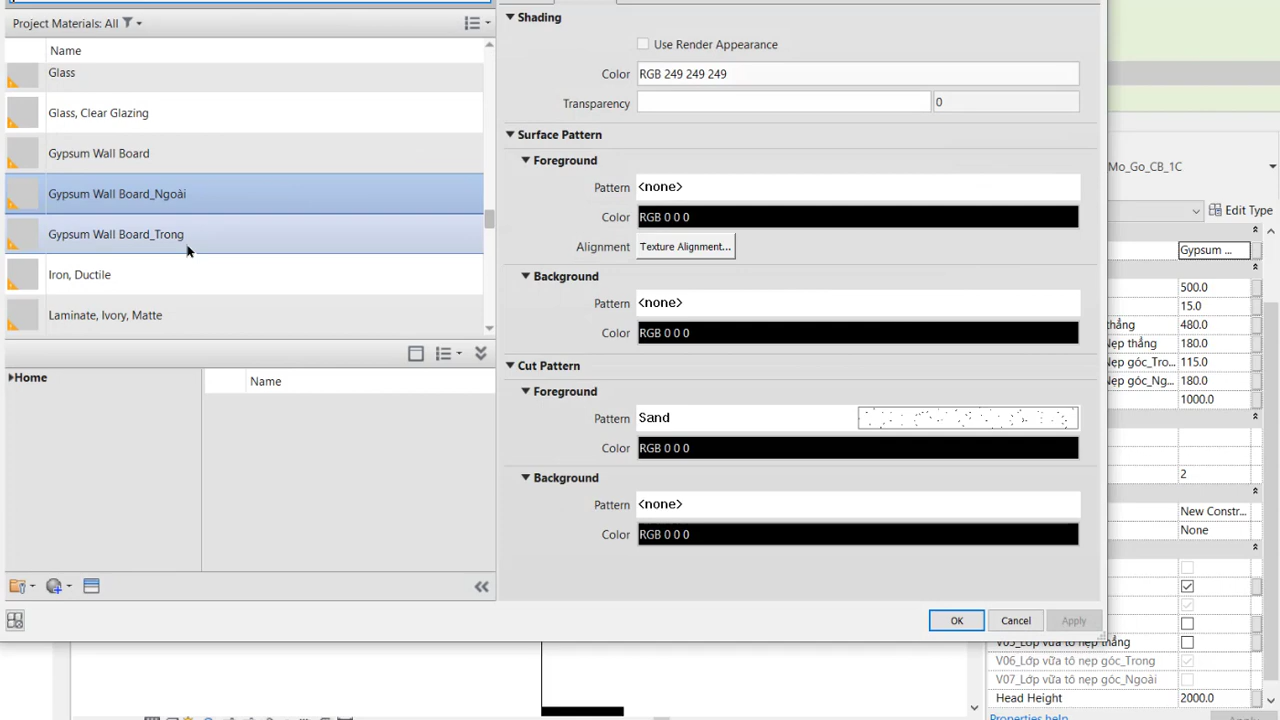 Project Materials: All
Name
Glass
Glass, Clear Glazing
Gypsum Wall Board
Gypsum Wall Board_Ngoài
Gypsum Wall Board_Trong
Iron, Ductile
Laminate, Ivory, Matte
Home
Name
Shading
Use Render Appearance
Color RGB 249 249 249
Transparency 0
Surface Pattern
Foreground
Pattern <none>
Color RGB 0 0 0
Alignment Texture Alignment...
Background
Pattern <none>
Color RGB 0 0 0
Cut Pattern
Foreground
Pattern Sand
Color RGB 0 0 0
Background
Pattern <none>
Color RGB 0 0 0
OK Cancel Apply
Mo_Go_CB_1C
Edit Type
Gypsum ...
500.0
15.0
thẳng 480.0
Nẹp thẳng 180.0
Nẹp góc_Tro... 115.0
Nẹp góc_Ng... 180.0
1000.0
2
New Constr...
None
V05_Lớp vữa tô nẹp thẳng
V06_Lớp vữa tô nẹp góc_Trong
V07_Lớp vữa tô nẹp góc_Ngoài
Head Height 2000.0
Properties help
Apply